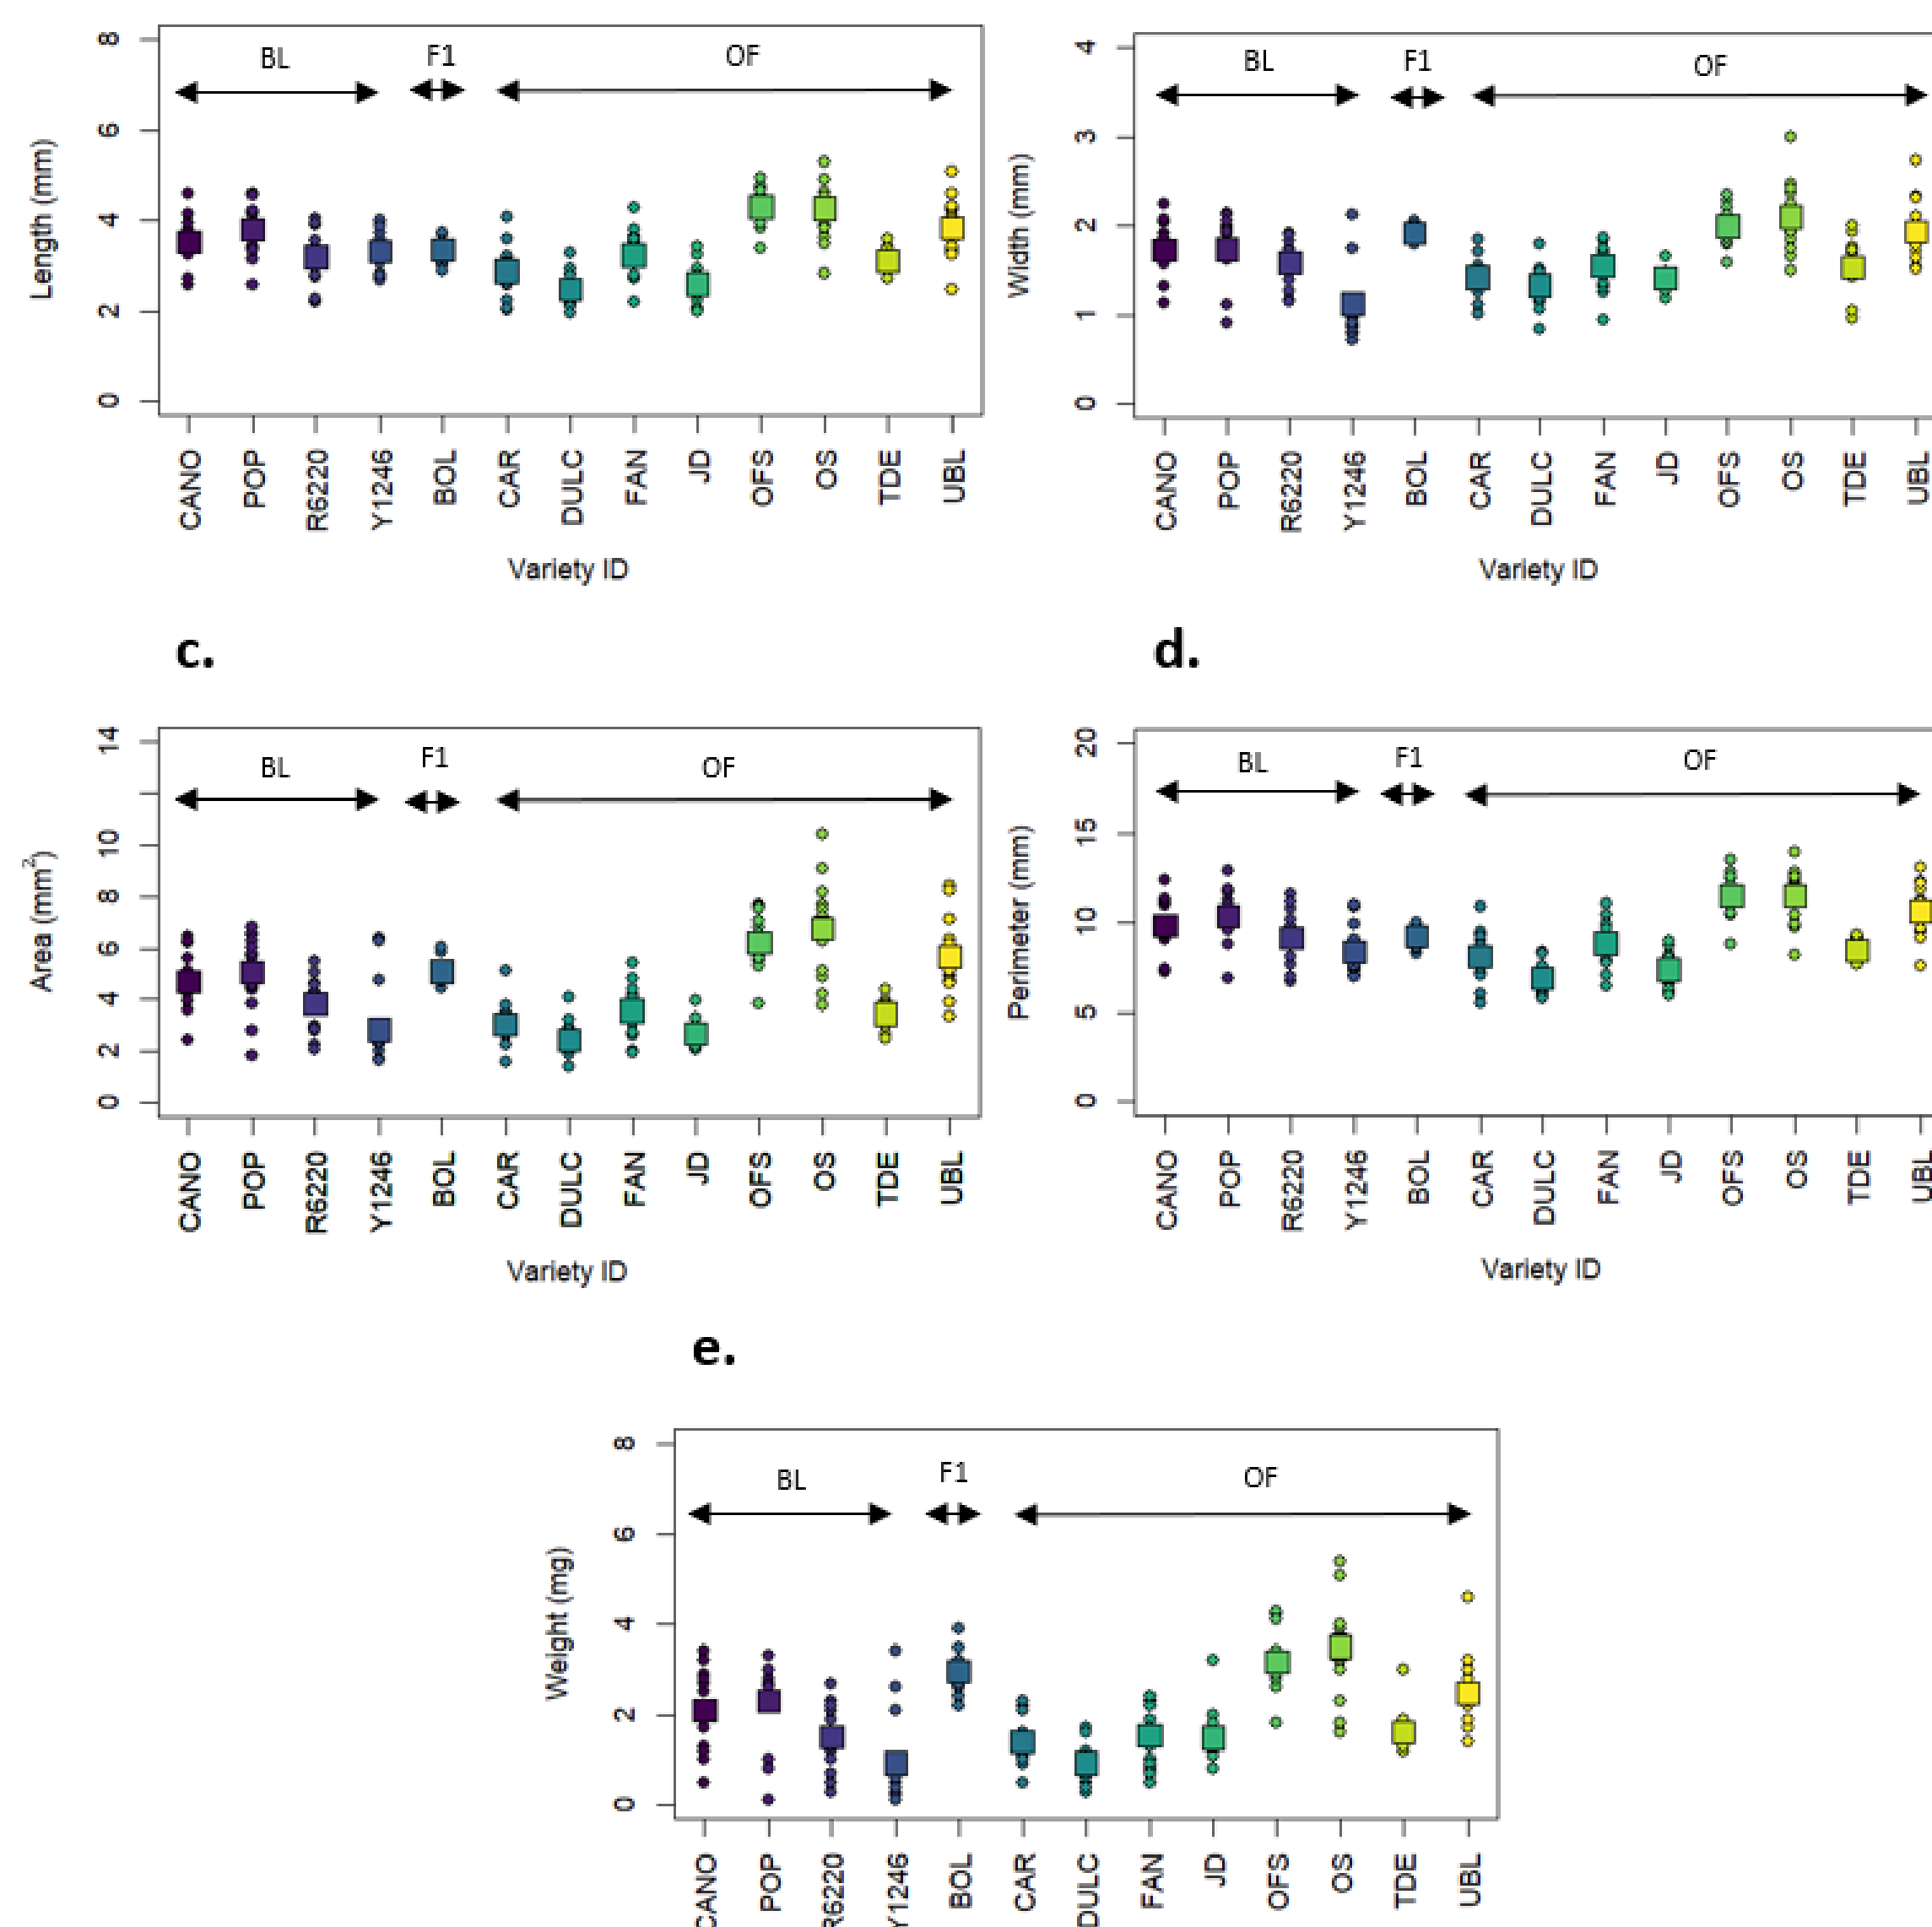 8
6
4
2
0
Length (mm)
BL F1 OF
CANO POP R6220 Y1246 BOL CAR DULC FAN JD OFS OS TDE UBL
Variety ID
4
3
2
1
0
Width (mm)
BL F1 OF
CANO POP R6220 Y1246 BOL CAR DULC FAN JD OFS OS TDE UBL
Variety ID
c.
14
10
8
6
4
2
0
Area (mm²)
BL F1 OF
CANO POP R6220 Y1246 BOL CAR DULC FAN JD OFS OS TDE UBL
Variety ID
d.
20
15
10
5
0
Perimeter (mm)
BL F1 OF
CANO POP R6220 Y1246 BOL CAR DULC FAN JD OFS OS TDE UBL
Variety ID
e.
8
6
4
2
0
Weight (mg)
BL F1 OF
CANO POP R6220 Y1246 BOL CAR DULC FAN JD OFS OS TDE UBL